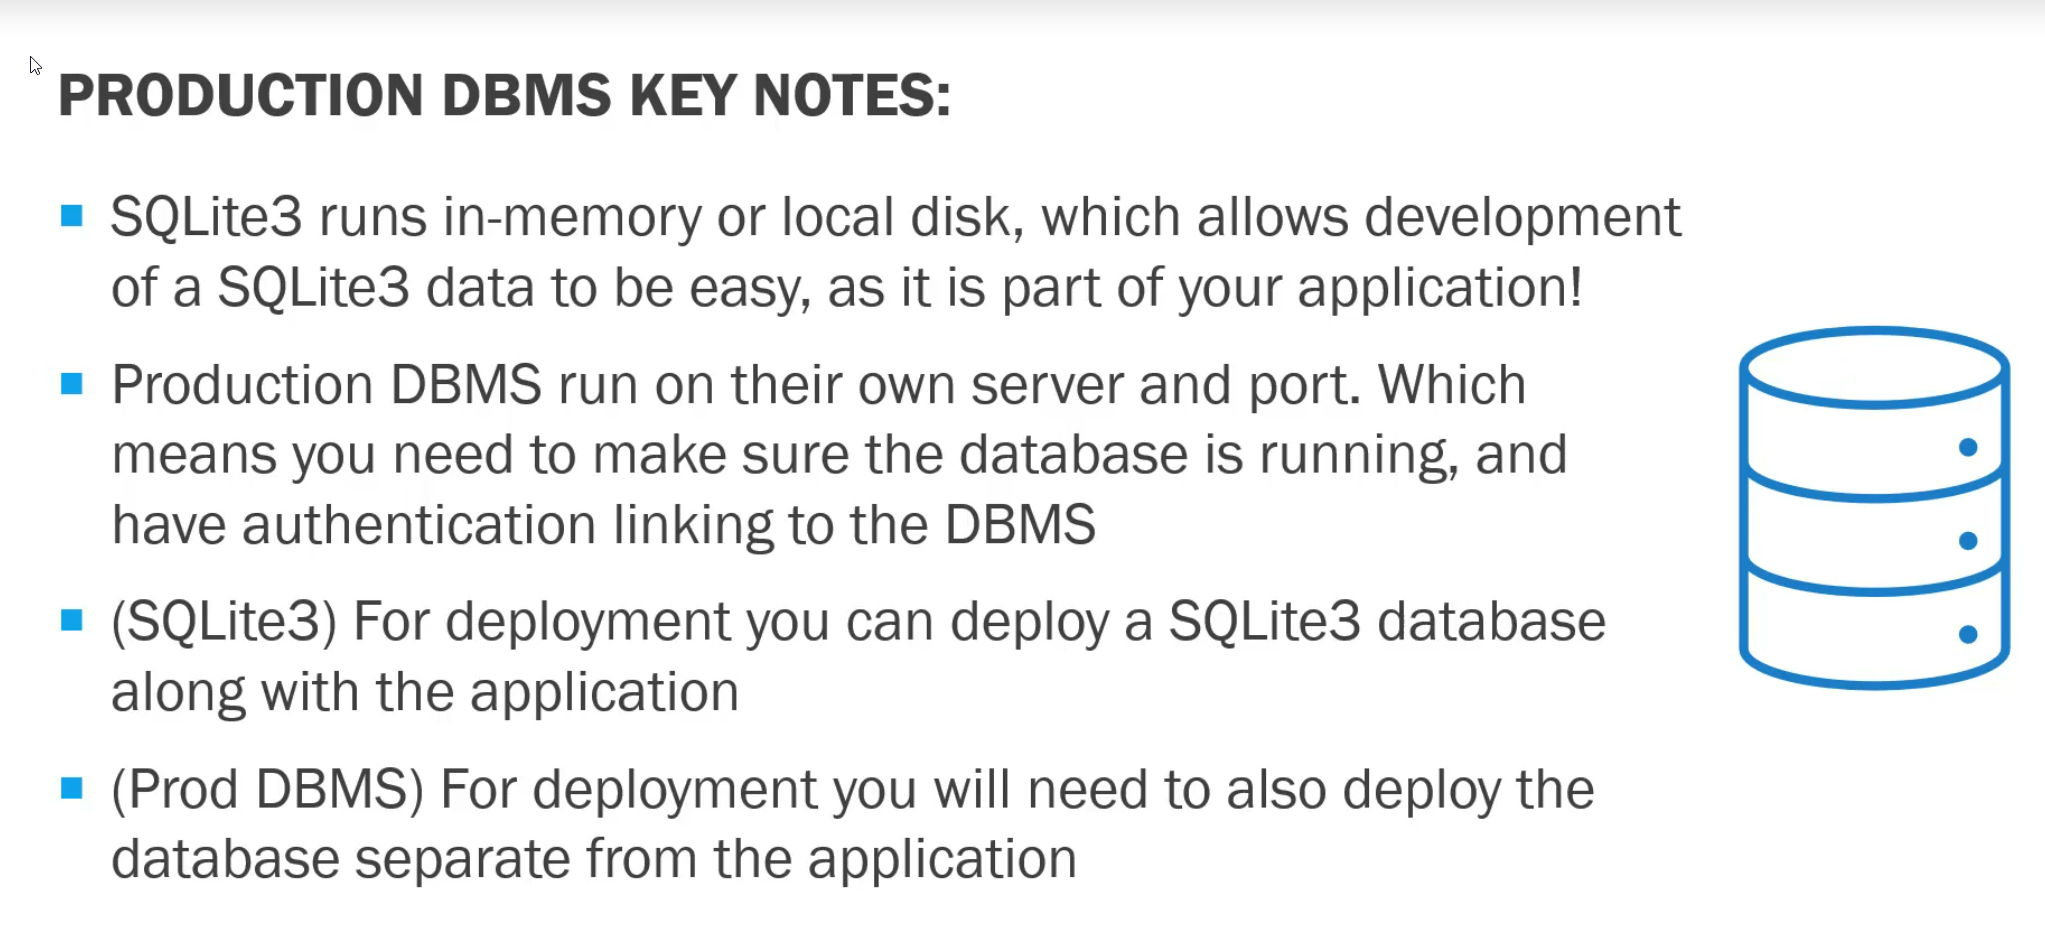 PRODUCTION DBMS KEY NOTES:
SQLite3 runs in-memory or local disk, which allows development
of a SQLite3 data to be easy, as it is part of your application!
Production DBMS run on their own server and port. Which
means you need to make sure the database is running, and
have authentication linking to the DBMS
(SQLite3) For deployment you can deploy a SQLite3 database
along with the application
(Prod DBMS) For deployment you will need to also deploy the
database separate from the application